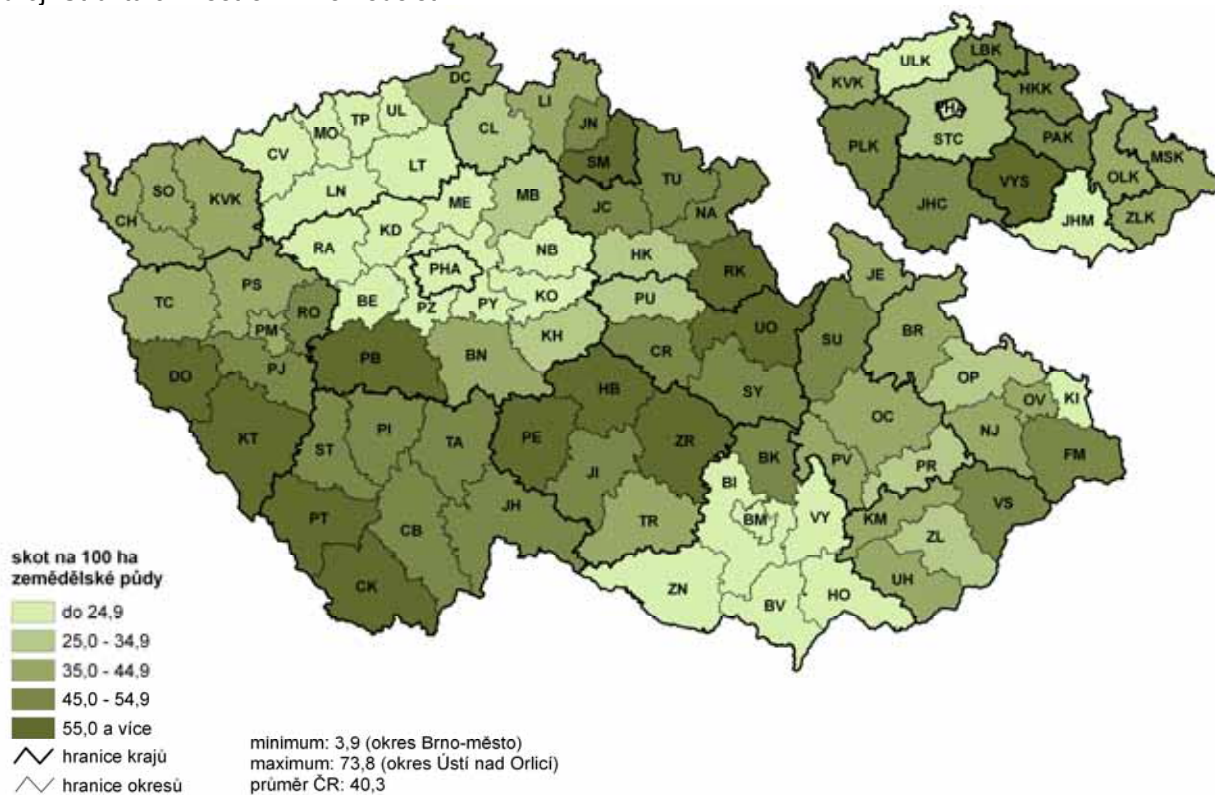 DC
UL
TP
MO
CV
LT
LN
CL
LI
JN
SM
TU
CH
SO
KVK
ME
MB
JC
NA
RA
KD
PHA
NB
HK
RK
BE
PZ
PY
KO
PU
TC
PS
RO
PM
PJ
KH
UO
DO
PB
BN
CR
SY
SU
JE
BR
KT
ST
PI
TA
PE
HB
ZR
JI
OP
OV
KI
OC
NJ
FM
PT
CB
JH
TR
BK
BI
BM
VY
PV
PR
VS
KM
ZL
UH
CK
ZN
BV
HO
ULK
LBK
KVK
HKK
PHA
STC
PLK
PAK
MSK
VYS
OLK
JHC
JHM
ZLK
skot na 100 ha
zemědělské půdy
do 24,9
25,0 - 34,9
35,0 - 44,9
45,0 - 54,9
55,0 a více
hranice krajů
hranice okresů
minimum: 3,9 (okres Brno-město)
maximum: 73,8 (okres Ústí nad Orlicí)
průměr ČR: 40,3